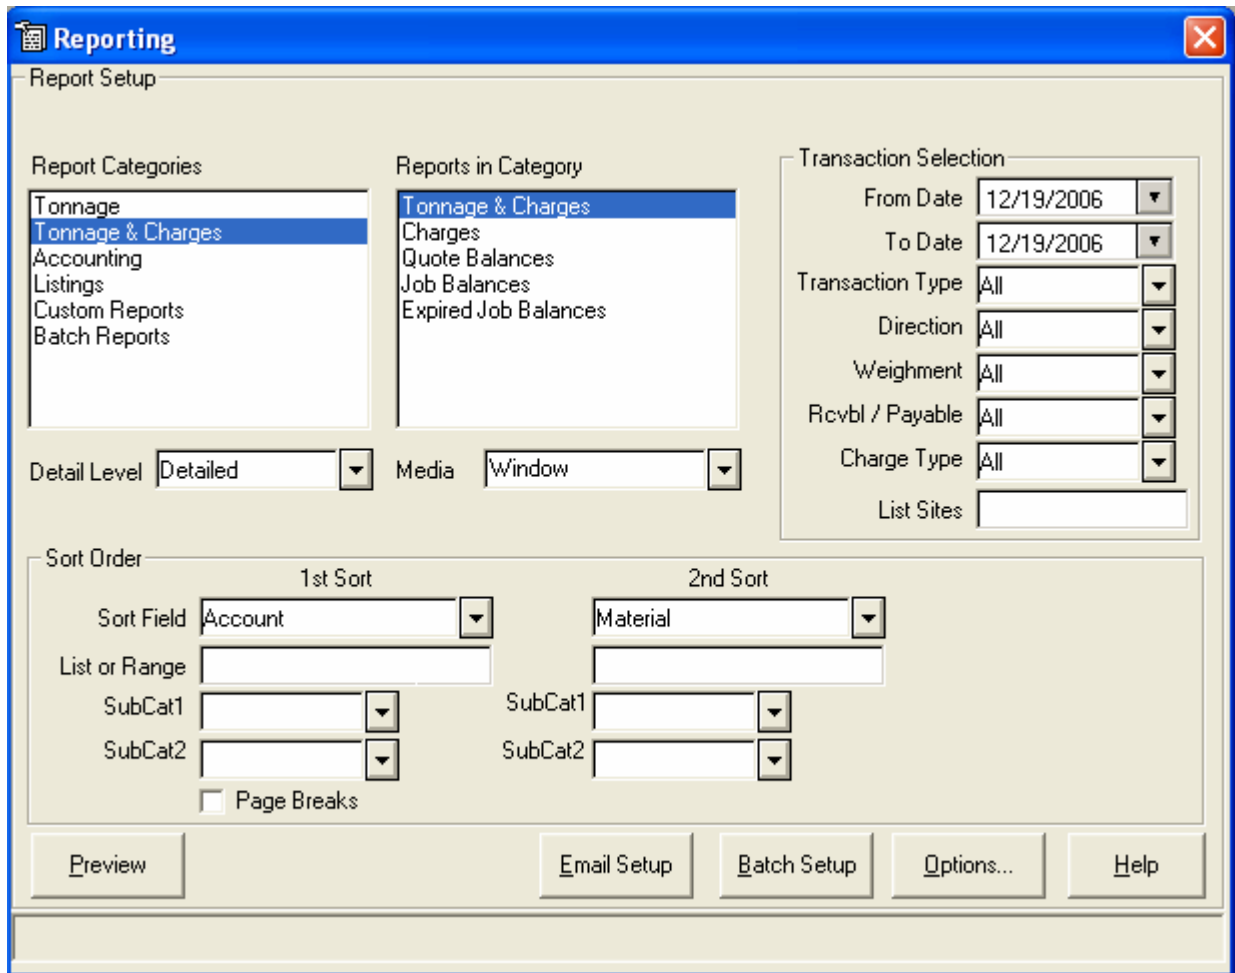 Reporting
Report Setup
Report Categories
Tonnage
Tonnage & Charges
Accounting
Listings
Custom Reports
Batch Reports
Detail Level Detailed
Reports in Category
Tonnage & Charges
Charges
Quote Balances
Job Balances
Expired Job Balances
Media Window
Transaction Selection
From Date 12/19/2006
To Date 12/19/2006
Transaction Type All
Direction All
Weighment All
Rcvbl / Payable All
Charge Type All
List Sites
Sort Order
1st Sort 2nd Sort
Sort Field Account Material
List or Range
SubCat1 SubCat1
SubCat2 SubCat2
Page Breaks
Preview Email Setup Batch Setup Options... Help